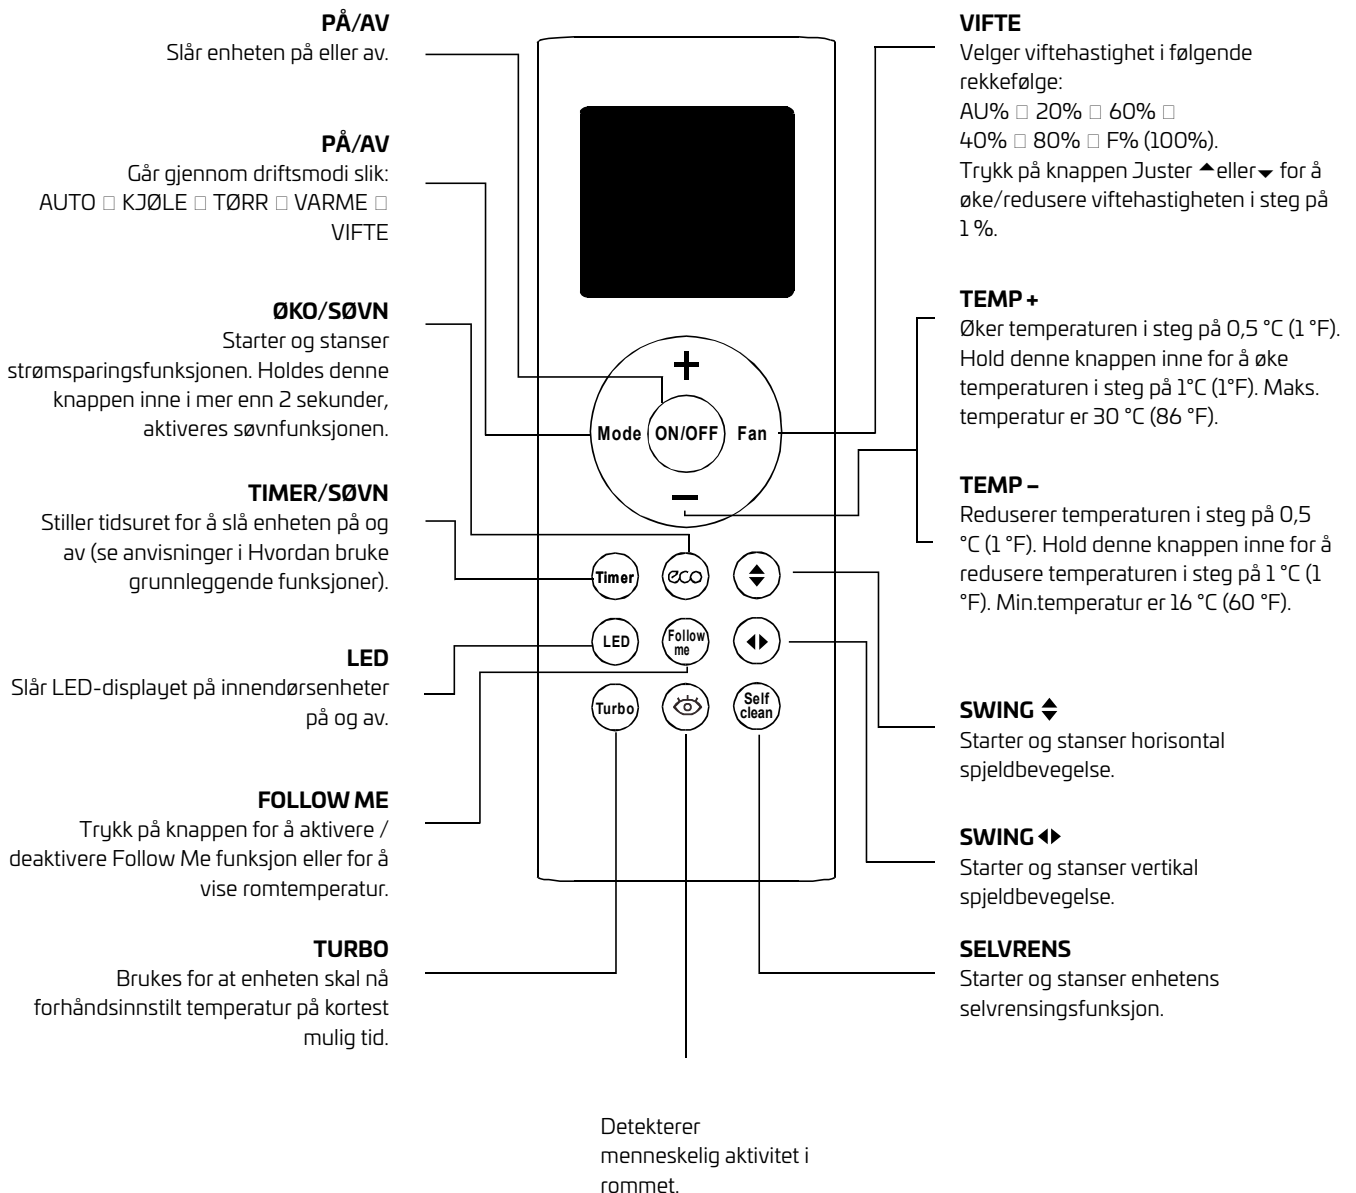 PÅ/AV
Slår enheten på eller av.
PÅ/AV
Går gjennom driftsmodi slik:
AUTO □ KJØLE □ TØRR □ VARME □
VIFTE
ØKO/SØVN
Starter og stanser
strømsparingsfunksjonen. Holdes denne
knappen inne i mer enn 2 sekunder,
aktiveres søvnfunksjonen.
TIMER/SØVN
Stiller tidsuret for å slå enheten på og
av (se anvisninger i Hvordan bruke
grunnleggende funksjoner).
LED
Slår LED-displayet på innendørsenheter
på og av.
FOLLOW ME
Trykk på knappen for å aktivere /
deaktivere Follow Me funksjon eller for å
vise romtemperatur.
TURBO
Brukes for at enheten skal nå
forhåndsinnstilt temperatur på kortest
mulig tid.
+
Mode ON/OFF Fan
−
Timer eco
LED Follow
me
Turbo Self
clean
Detekterer
menneskelig aktivitet i
rommet.
VIFTE
Velger viftehastighet i følgende
rekkefølge:
AU% □ 20% □ 60% □
40% □ 80% □ F% (100%).
Trykk på knappen Juster ▲eller▼ for å
øke/redusere viftehastigheten i steg på
1 %.
TEMP +
Øker temperaturen i steg på 0,5 °C (1 °F).
Hold denne knappen inne for å øke
temperaturen i steg på 1°C (1°F). Maks.
temperatur er 30 °C (86 °F).
TEMP –
Reduserer temperaturen i steg på 0,5
°C (1 °F). Hold denne knappen inne for å
redusere temperaturen i steg på 1 °C (1
°F). Min.temperatur er 16 °C (60 °F).
SWING
Starter og stanser horisontal
spjeldbevegelse.
SWING
Starter og stanser vertikal
spjeldbevegelse.
SELVRENS
Starter og stanser enhetens
selvrensingsfunksjon.